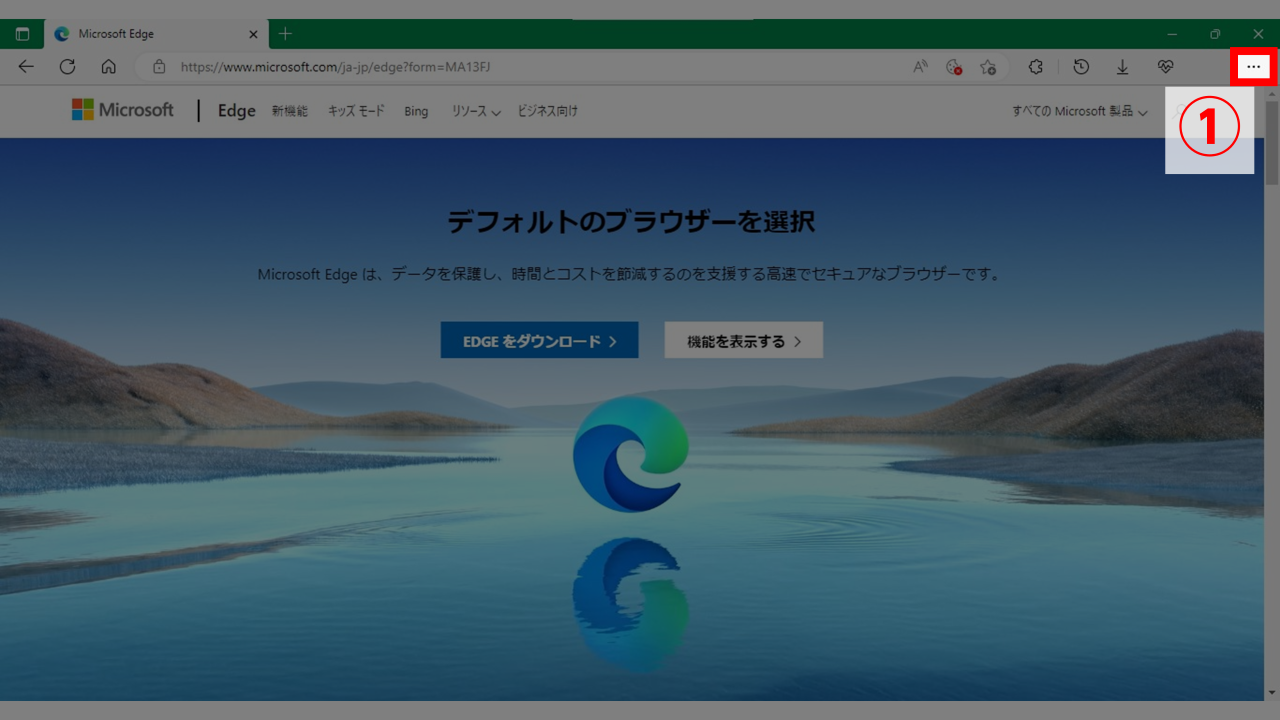 Microsoft Edge
https://www.microsoft.com/ja-jp/edge?form=MA13FJ
Microsoft Edge 新機能 キッズ モード Bing リソース ビジネス向け すべての Microsoft 製品
①
デフォルトのブラウザーを選択
Microsoft Edge は、データを保護し、時間とコストを節減するのを支援する高速でセキュアなブラウザーです。
EDGE をダウンロード 機能を表示する